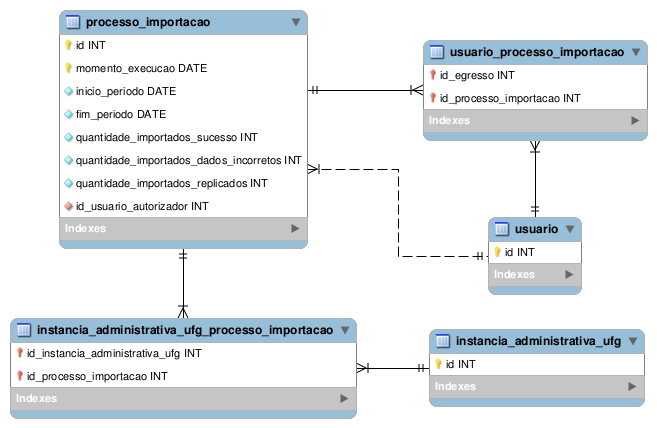 processo_importacao
id INT
momento_execucao DATE
inicio_periodo DATE
fim_periodo DATE
quantidade_importados_sucesso INT
quantidade_importados_dados_incorretos INT
quantidade_importados_replicados INT
id_usuario_autorizador INT
Indexes
usuario_processo_importacao
id_egresso INT
id_processo_importacao INT
Indexes
usuario
id INT
Indexes
instancia_administrativa_ufg_processo_importacao
id_instancia_administrativa_ufg INT
id_processo_importacao INT
Indexes
instancia_administrativa_ufg
id INT
Indexes